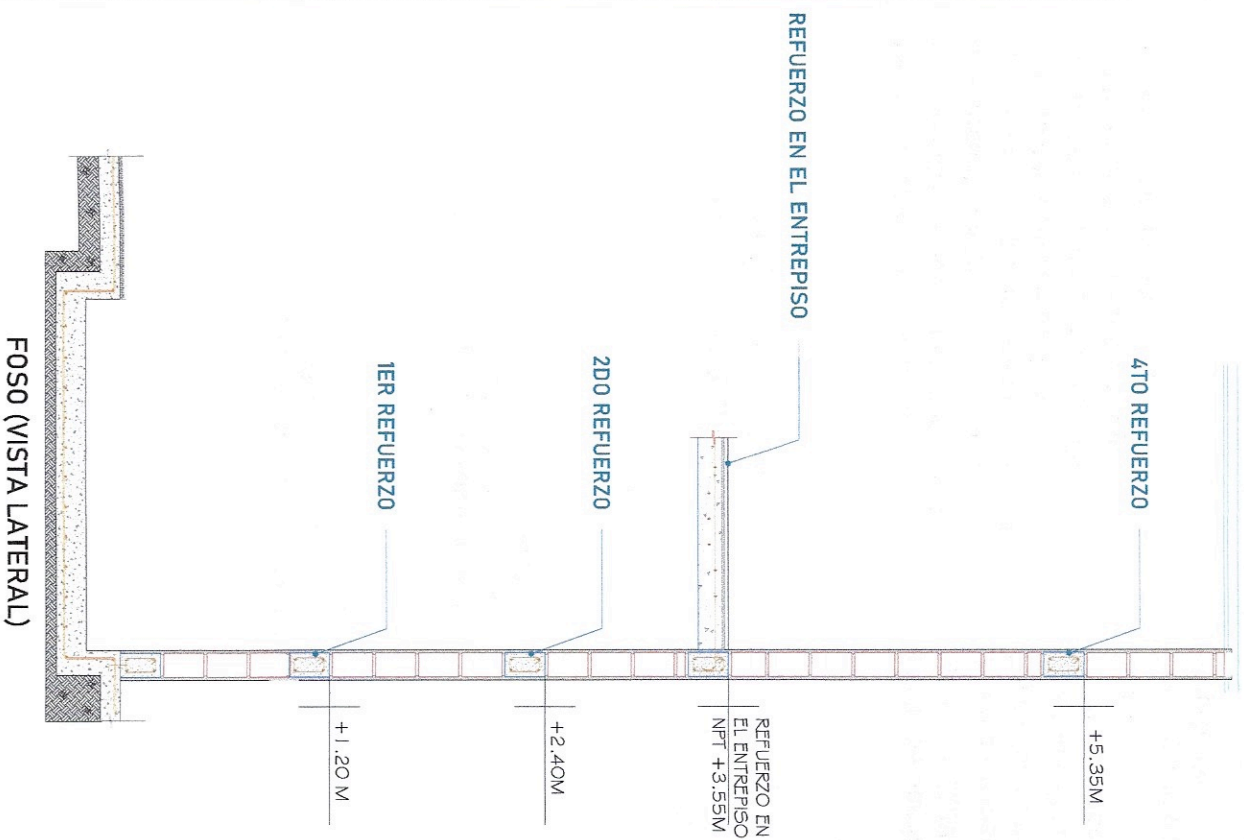 4TO REFUERZO
+5.35M
REFUERZO EN EL ENTREPISO
REFUERZO EN
EL ENTREPISO
NPT +3.55M
2DO REFUERZO
+2.40M
1ER REFUERZO
+1.20 M
FOSO (VISTA LATERAL)